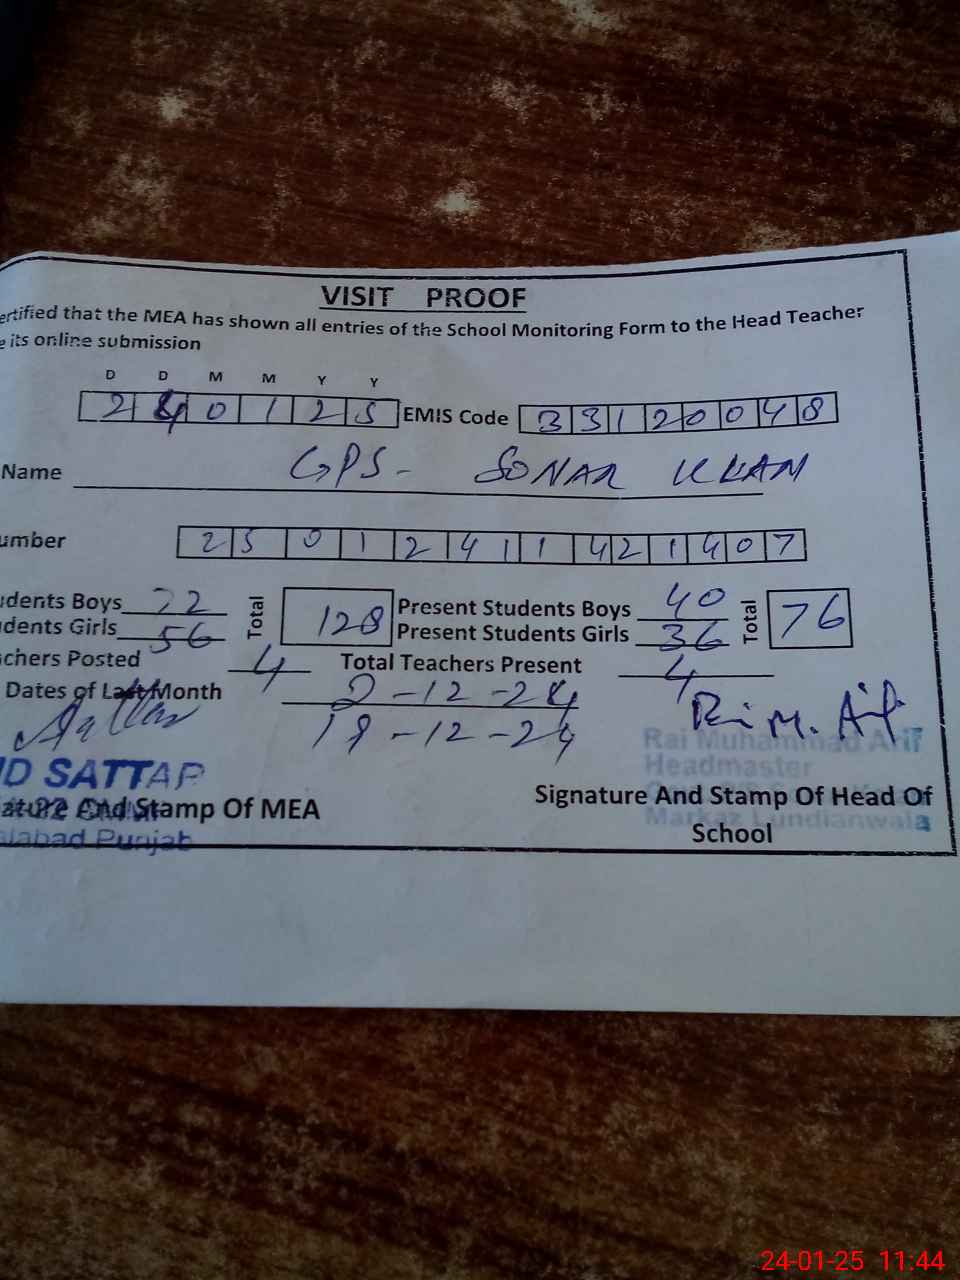 VISIT PROOF
ertified that the MEA has shown all entries of the School Monitoring Form to the Head Teacher
e its online submission
D D M M Y Y
2 4 0 1 2 5 EMIS Code 3 3 1 2 0 0 4 8
Name GPS - SONAR
umber 2 5 0 1 2 4 1 1 4 2 1 4 0 7
udents Boys 72 Total 128 Present Students Boys 40 Total 76
dents Girls 56 Present Students Girls 36
chers Posted 4 Total Teachers Present 4
Dates of Last Month 2-12-24
19-12-24
Rai M. Arif
Rai Muhammad Arif
Headmaster
D SATTAR
ature And Stamp Of MEA Signature And Stamp Of Head Of
Markaz Lundianwala
School
alabad Punjab
24-01-25 11:44